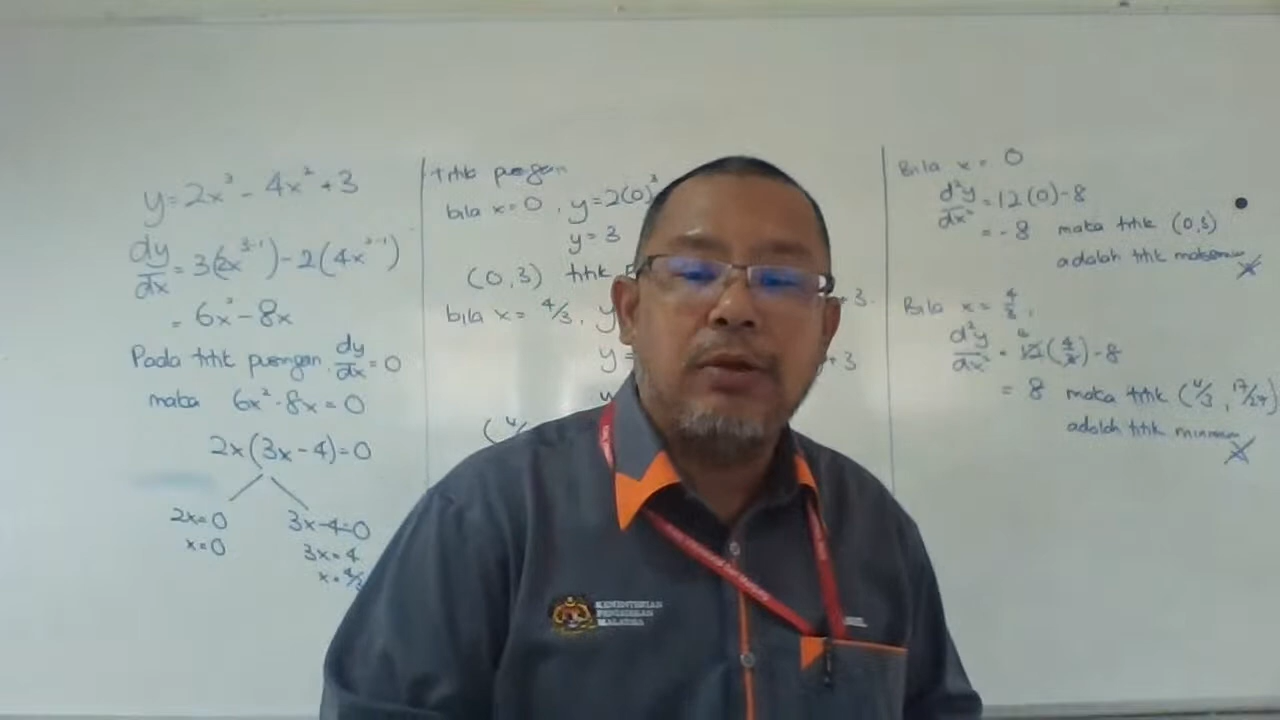 y = 2x³ - 4x² + 3
dy/dx = 3(2x³⁻¹) - 2(4x²⁻¹)
= 6x² - 8x
Pada titik pusingan, dy/dx = 0
maka 6x² - 8x = 0
2x(3x - 4) = 0
2x = 0 3x - 4 = 0
x = 0 3x = 4
x = 4/3
titik pusingan
bila x = 0, y = 2(0)³
y = 3
(0,3) titik
bila x = 4/3, y + 3
y = + 3
Bila x = 0
d²y/dx² = 12(0) - 8
= -8 maka titik (0,3)
adalah titik maksimum
Bila x = 4/3,
d²y/dx² = 12(4/3) - 8
= 8 maka titik (4/3, 17/27)
adalah titik minimum
KEMENTERIAN
PENDIDIKAN
MALAYSIA